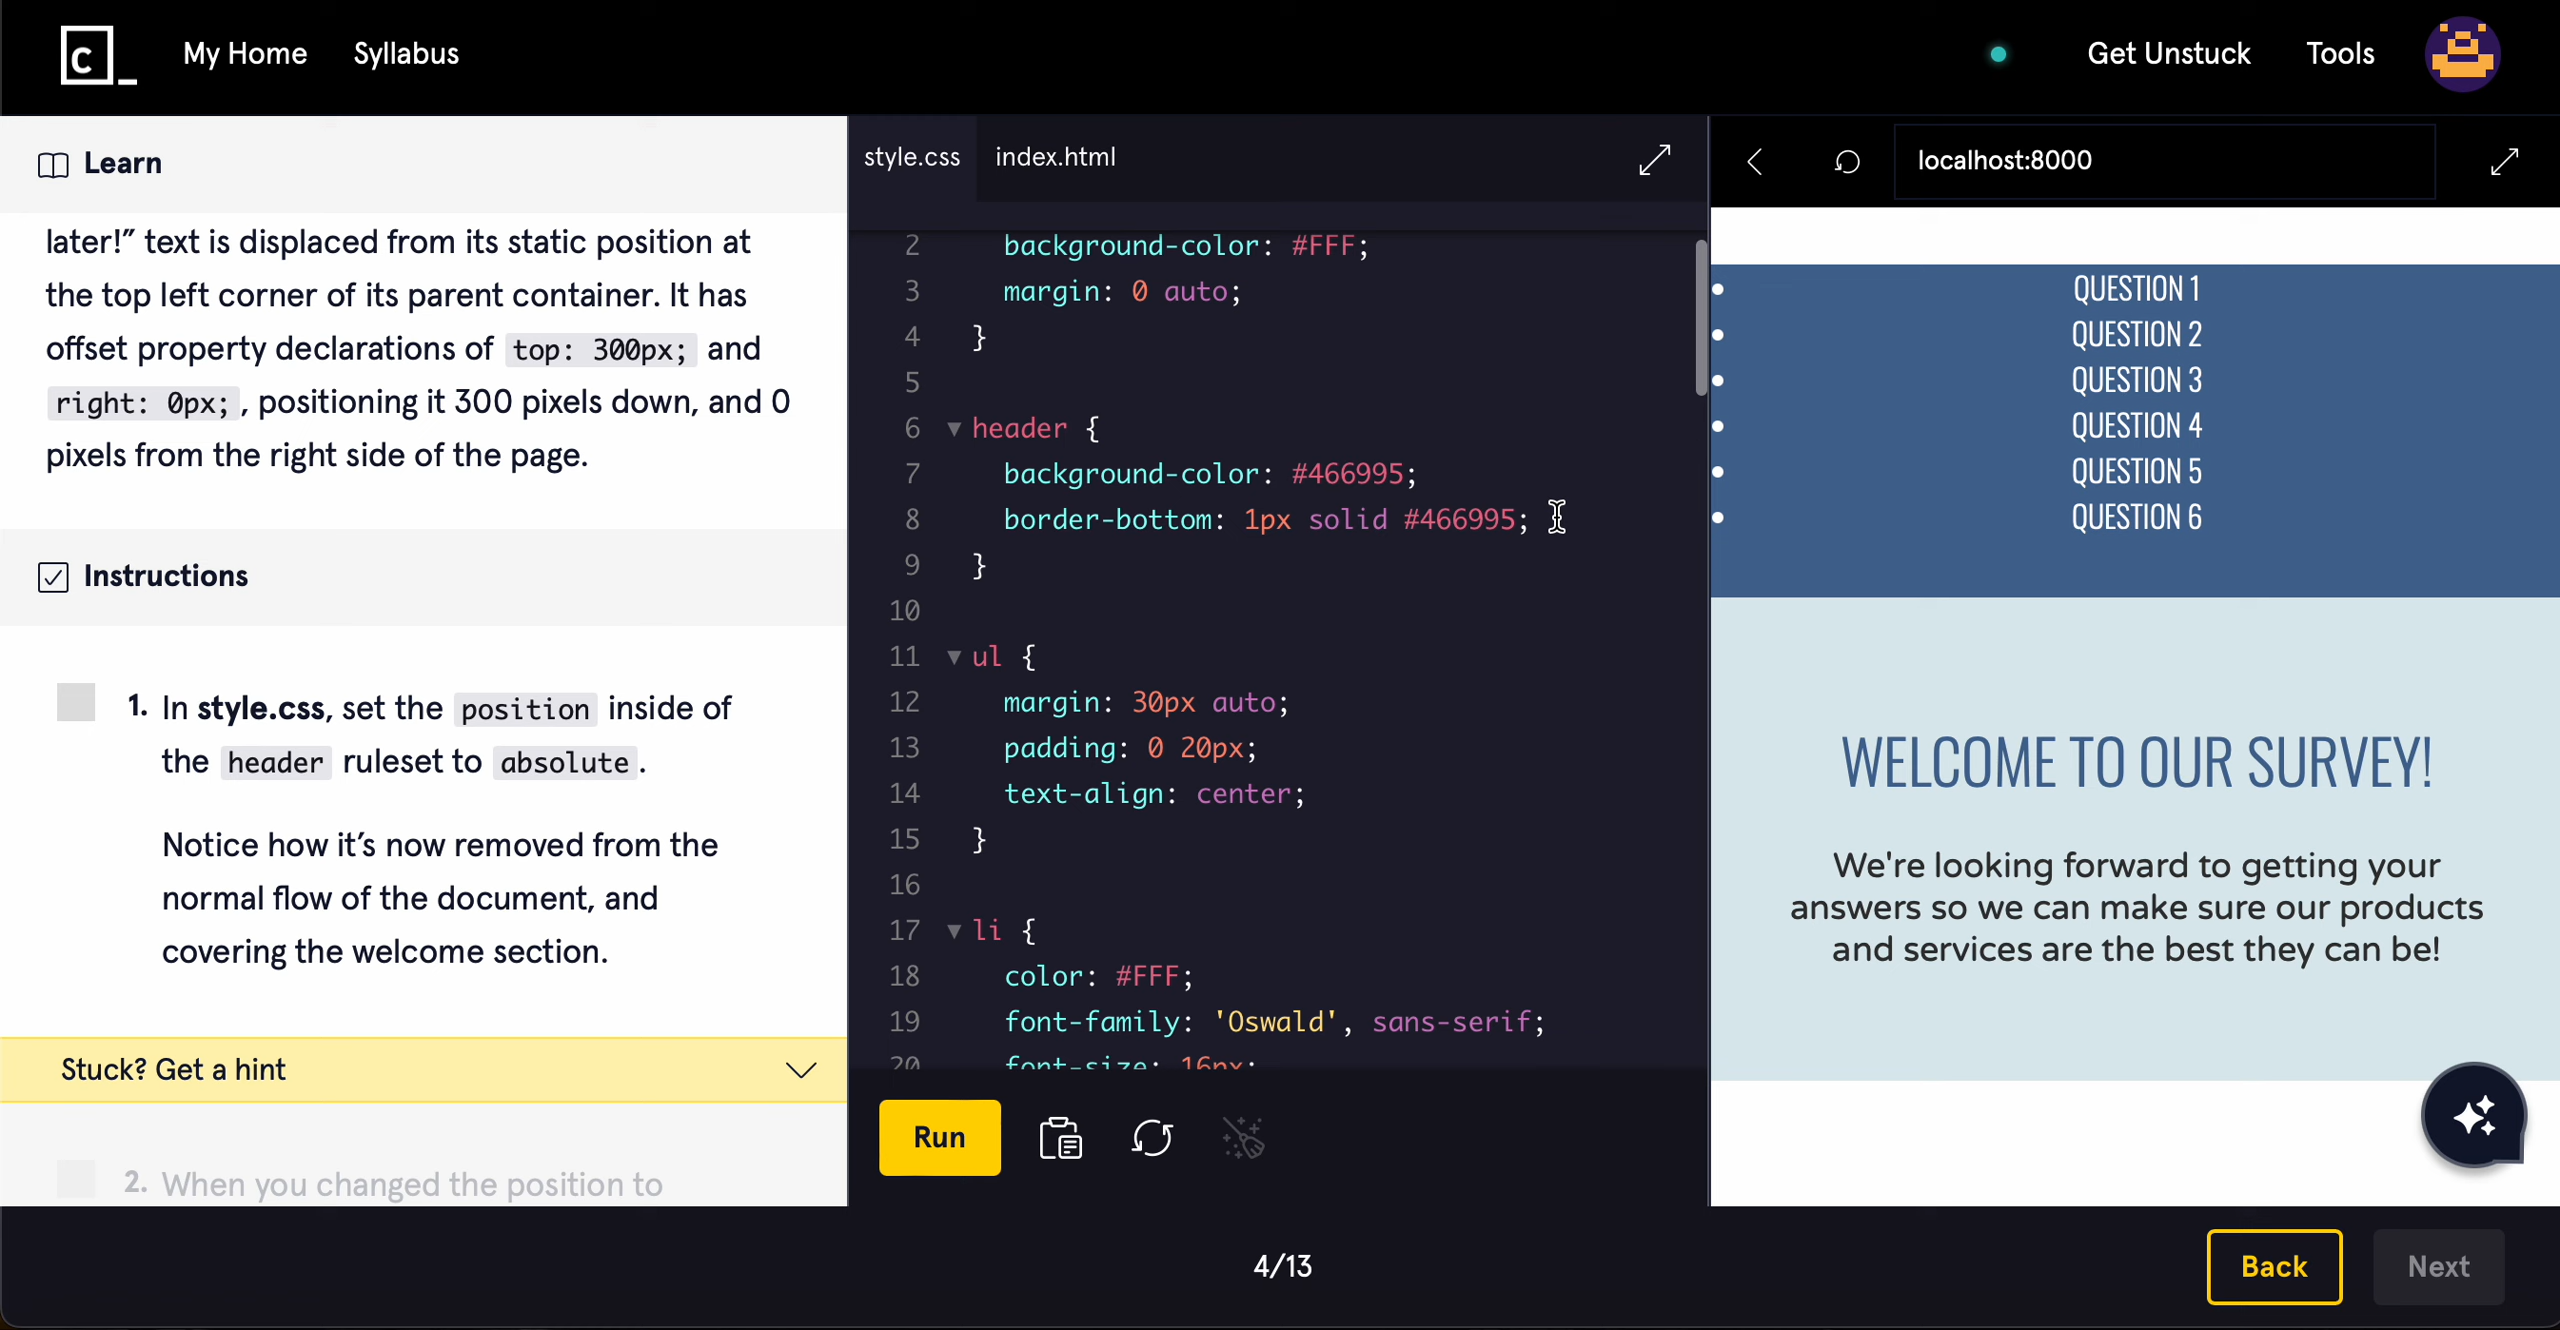 C_
My Home
Syllabus
Get Unstuck
Tools
Learn
later!” text is displaced from its static position at
the top left corner of its parent container. It has
offset property declarations of top: 300px; and
right: 0px; , positioning it 300 pixels down, and 0
pixels from the right side of the page.
Instructions
1. In style.css, set the position inside of
the header ruleset to absolute .
Notice how it’s now removed from the
normal flow of the document, and
covering the welcome section.
Stuck? Get a hint
2. When you changed the position to
style.css
index.html
2 background-color: #FFF;
3 margin: 0 auto;
4 }
5
6 header {
7 background-color: #466995;
8 border-bottom: 1px solid #466995;
9 }
10
11 ul {
12 margin: 30px auto;
13 padding: 0 20px;
14 text-align: center;
15 }
16
17 li {
18 color: #FFF;
19 font-family: 'Oswald', sans-serif;
20 font-size: 16px;
Run
localhost:8000
QUESTION 1
QUESTION 2
QUESTION 3
QUESTION 4
QUESTION 5
QUESTION 6
WELCOME TO OUR SURVEY!
We're looking forward to getting your
answers so we can make sure our products
and services are the best they can be!
4/13
Back
Next